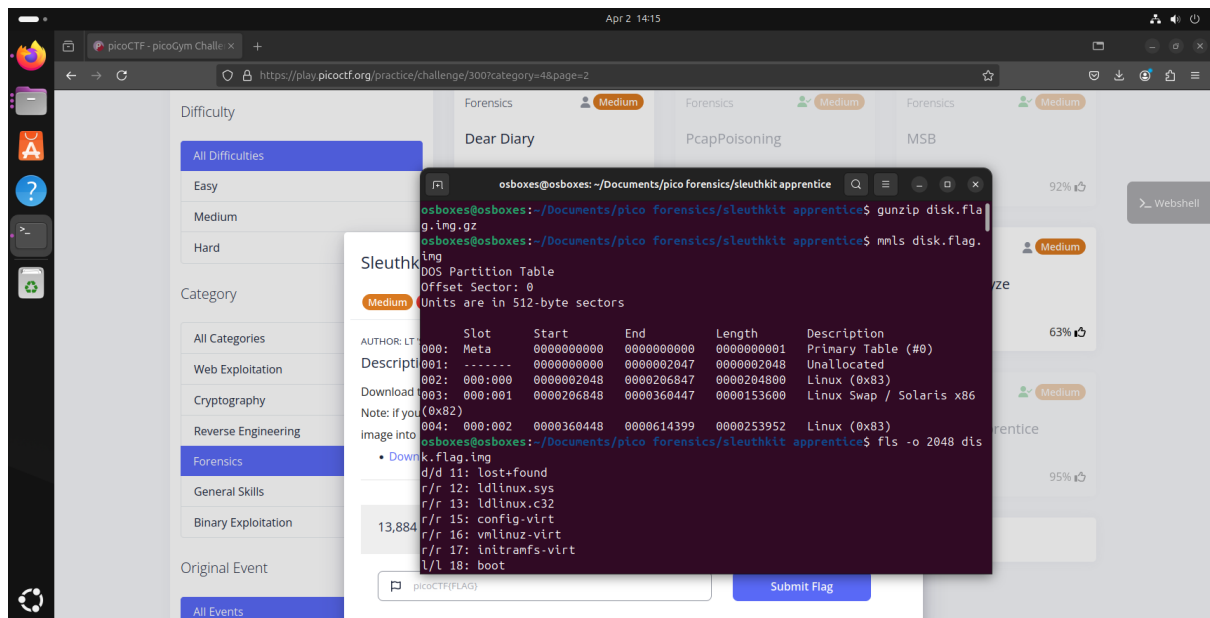 Apr 2 14:15
picoCTF - picoGym Challe
https://play.picoctf.org/practice/challenge/300?category=4&page=2
Difficulty
All Difficulties
Easy
Medium
Hard
Category
All Categories
Web Exploitation
Cryptography
Reverse Engineering
Forensics
General Skills
Binary Exploitation
Original Event
All Events
Forensics Medium
Dear Diary
Forensics Medium
PcapPoisoning
Forensics Medium
MSB
92%
Webshell
Medium
yze
63%
Medium
rentice
95%
Sleuthk
Medium
AUTHOR: LT
Descripti
Download t
Note: if you
image into
• Down
13,884
picoCTF{FLAG}
Submit Flag
osboxes@osboxes: ~/Documents/pico forensics/sleuthkit apprentice
osboxes@osboxes:~/Documents/pico forensics/sleuthkit apprentice$ gunzip disk.fla
g.img.gz
osboxes@osboxes:~/Documents/pico forensics/sleuthkit apprentice$ mmls disk.flag.
img
DOS Partition Table
Offset Sector: 0
Units are in 512-byte sectors
Slot Start End Length Description
000: Meta 0000000000 0000000000 0000000001 Primary Table (#0)
001: ------- 0000000000 0000002047 0000002048 Unallocated
002: 000:000 0000002048 0000206847 0000204800 Linux (0x83)
003: 000:001 0000206848 0000360447 0000153600 Linux Swap / Solaris x86
(0x82)
004: 000:002 0000360448 0000614399 0000253952 Linux (0x83)
osboxes@osboxes:~/Documents/pico forensics/sleuthkit apprentice$ fls -o 2048 dis
k.flag.img
d/d 11: lost+found
r/r 12: ldlinux.sys
r/r 13: ldlinux.c32
r/r 15: config-virt
r/r 16: vmlinuz-virt
r/r 17: initramfs-virt
l/l 18: boot